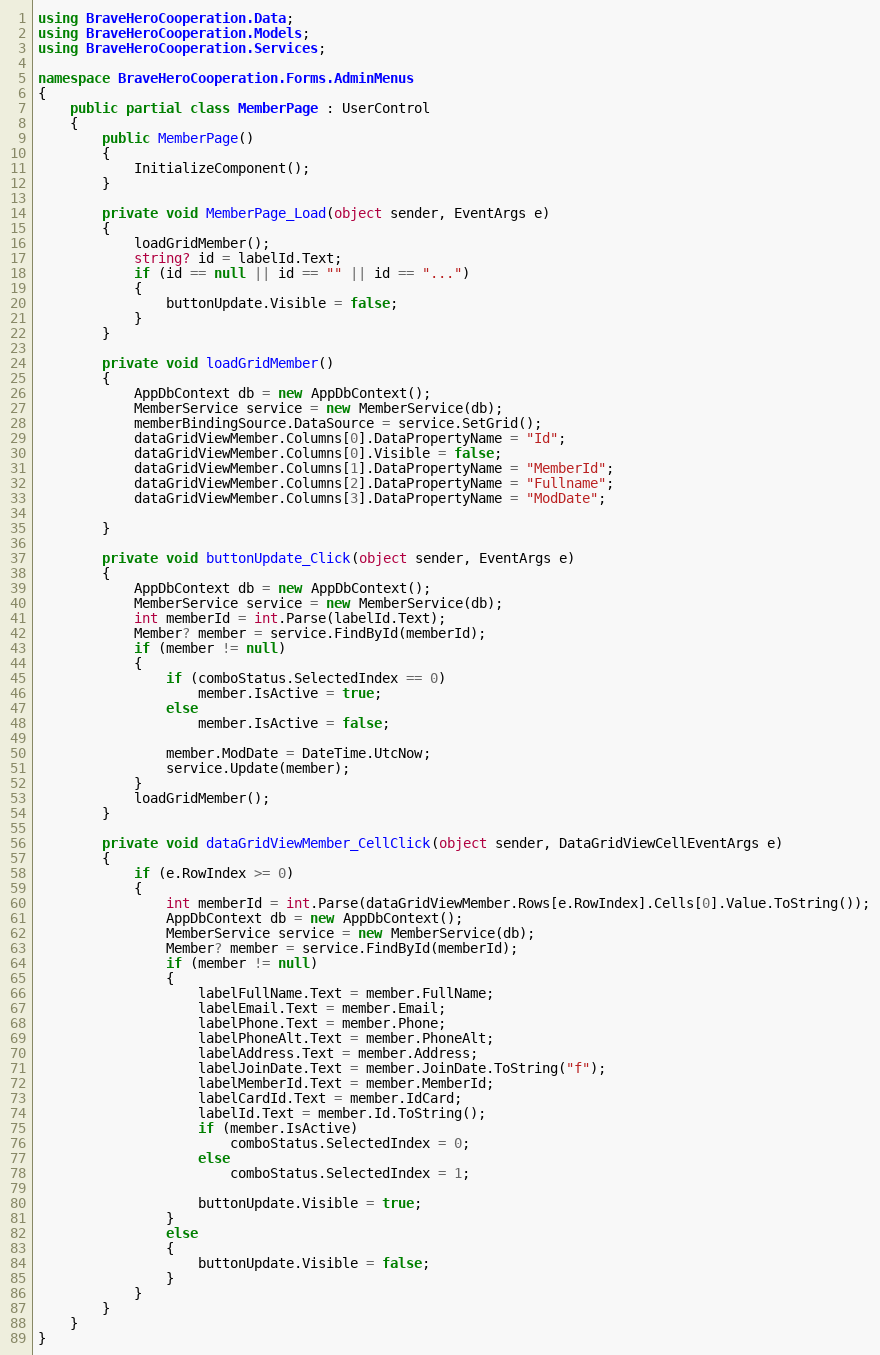 1 using BraveHeroCooperation.Data;
2 using BraveHeroCooperation.Models;
3 using BraveHeroCooperation.Services;
4
5 namespace BraveHeroCooperation.Forms.AdminMenus
6 {
7     public partial class MemberPage : UserControl
8     {
9         public MemberPage()
10         {
11             InitializeComponent();
12         }
13
14         private void MemberPage_Load(object sender, EventArgs e)
15         {
16             loadGridMember();
17             string? id = labelId.Text;
18             if (id == null || id == "" || id == "...")
19             {
20                 buttonUpdate.Visible = false;
21             }
22         }
23
24         private void loadGridMember()
25         {
26             AppDbContext db = new AppDbContext();
27             MemberService service = new MemberService(db);
28             memberBindingSource.DataSource = service.SetGrid();
29             dataGridViewMember.Columns[0].DataPropertyName = "Id";
30             dataGridViewMember.Columns[0].Visible = false;
31             dataGridViewMember.Columns[1].DataPropertyName = "MemberId";
32             dataGridViewMember.Columns[2].DataPropertyName = "Fullname";
33             dataGridViewMember.Columns[3].DataPropertyName = "ModDate";
34
35         }
36
37         private void buttonUpdate_Click(object sender, EventArgs e)
38         {
39             AppDbContext db = new AppDbContext();
40             MemberService service = new MemberService(db);
41             int memberId = int.Parse(labelId.Text);
42             Member? member = service.FindById(memberId);
43             if (member != null)
44             {
45                 if (comboStatus.SelectedIndex == 0)
46                     member.IsActive = true;
47                 else
48                     member.IsActive = false;
49
50                 member.ModDate = DateTime.UtcNow;
51                 service.Update(member);
52             }
53             loadGridMember();
54         }
55
56         private void dataGridViewMember_CellClick(object sender, DataGridViewCellEventArgs e)
57         {
58             if (e.RowIndex >= 0)
59             {
60                 int memberId = int.Parse(dataGridViewMember.Rows[e.RowIndex].Cells[0].Value.ToString());
61                 AppDbContext db = new AppDbContext();
62                 MemberService service = new MemberService(db);
63                 Member? member = service.FindById(memberId);
64                 if (member != null)
65                 {
66                     labelFullName.Text = member.FullName;
67                     labelEmail.Text = member.Email;
68                     labelPhone.Text = member.Phone;
69                     labelPhoneAlt.Text = member.PhoneAlt;
70                     labelAddress.Text = member.Address;
71                     labelJoinDate.Text = member.JoinDate.ToString("f");
72                     labelMemberId.Text = member.MemberId;
73                     labelCardId.Text = member.IdCard;
74                     labelId.Text = member.Id.ToString();
75                     if (member.IsActive)
76                         comboStatus.SelectedIndex = 0;
77                     else
78                         comboStatus.SelectedIndex = 1;
79
80                     buttonUpdate.Visible = true;
81                 }
82                 else
83                 {
84                     buttonUpdate.Visible = false;
85                 }
86             }
87         }
88     }
89 }